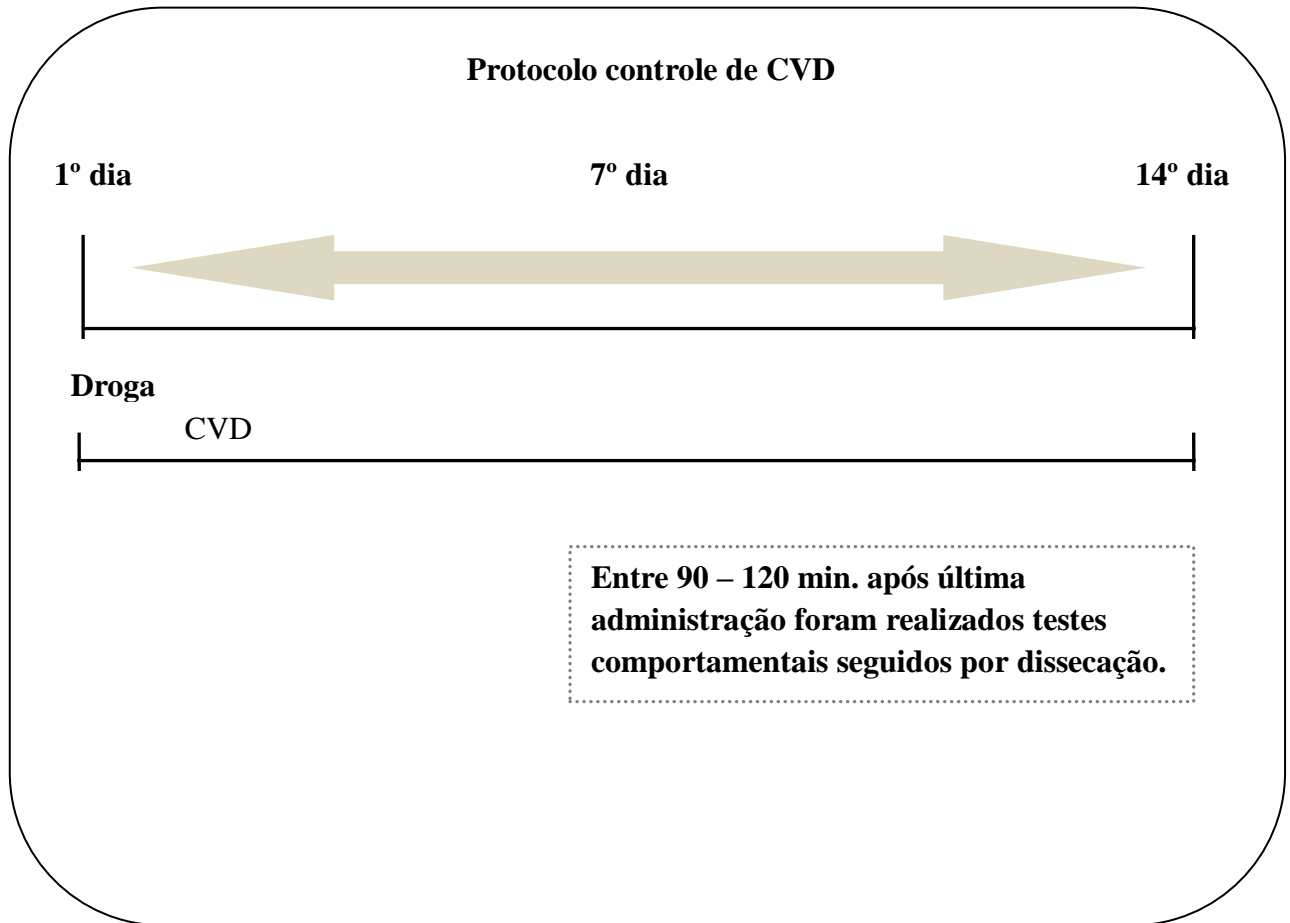 Protocolo controle de CVD
1º dia 7º dia 14º dia
Droga
CVD
Entre 90 – 120 min. após última
administração foram realizados testes
comportamentais seguidos por dissecação.